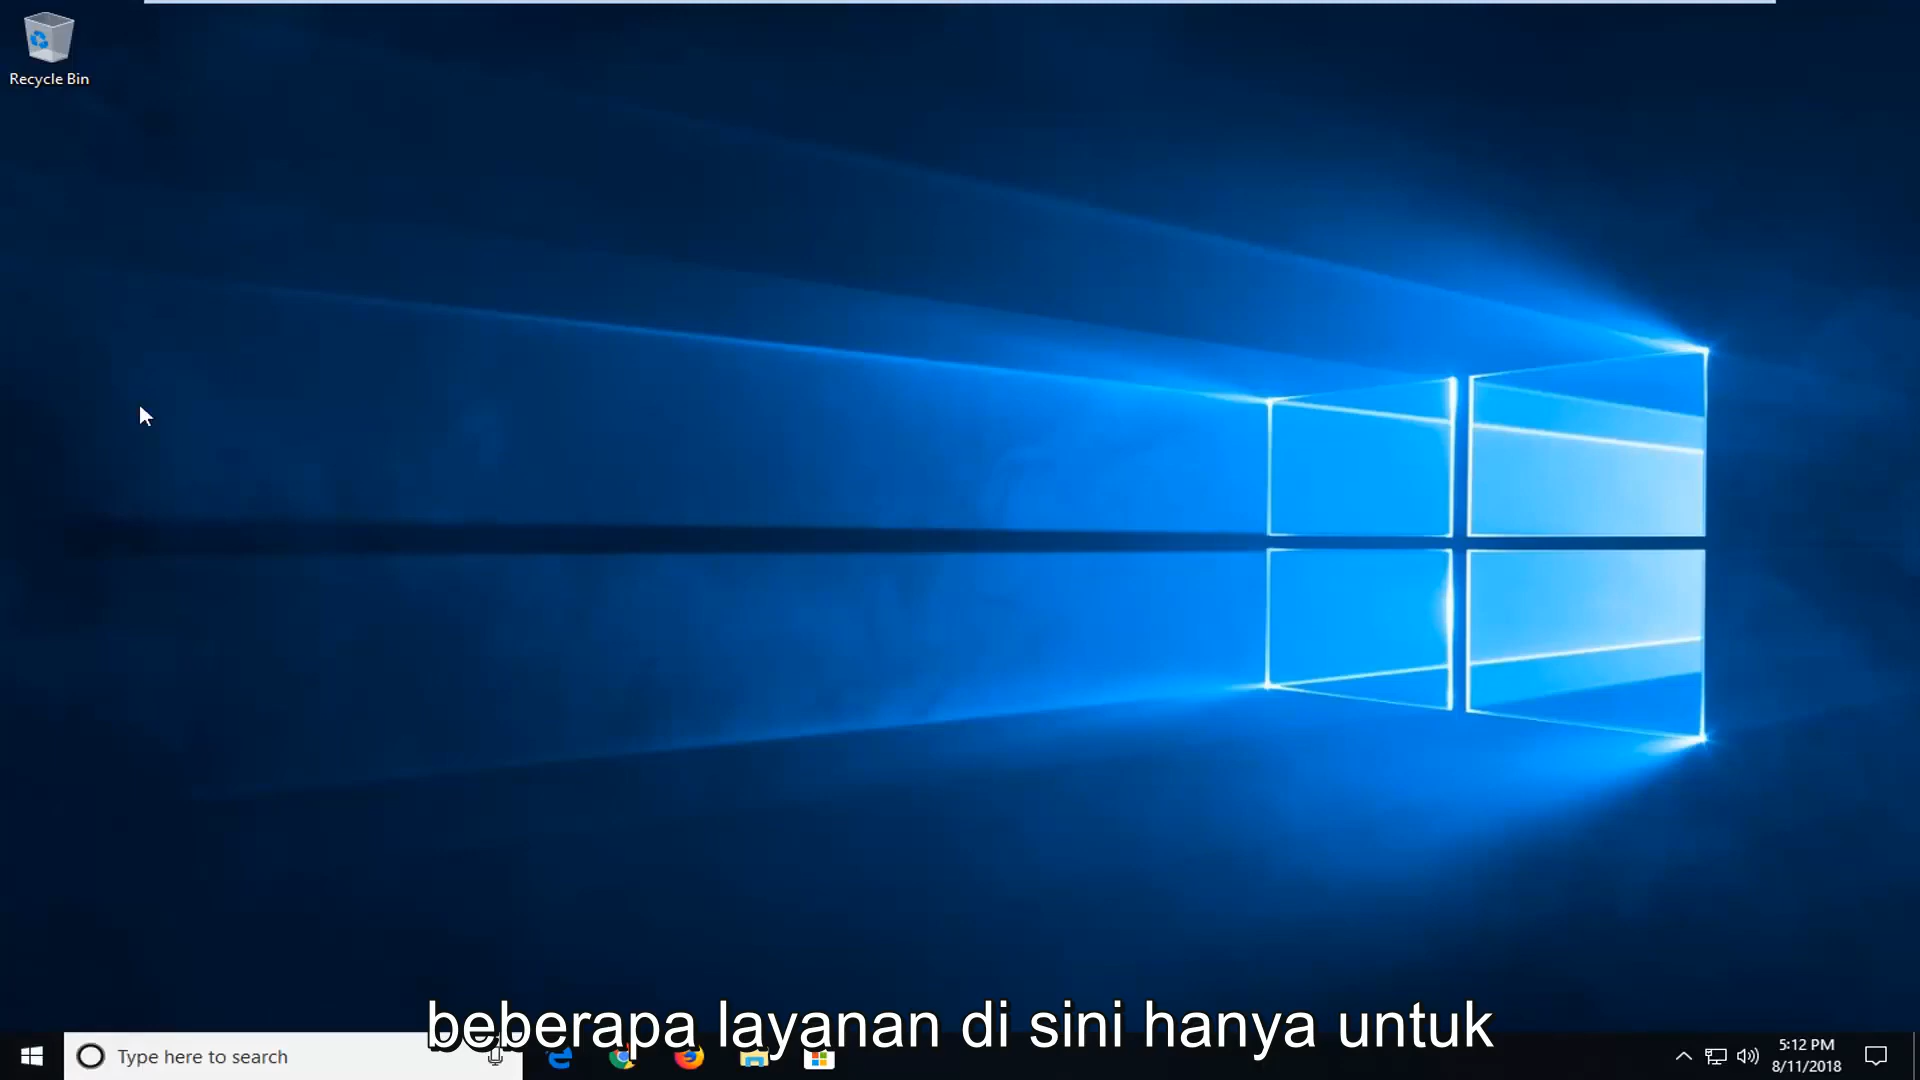 Recycle Bin
beberapa layanan di sini hanya untuk
Type here to search
5:12 PM
8/11/2018